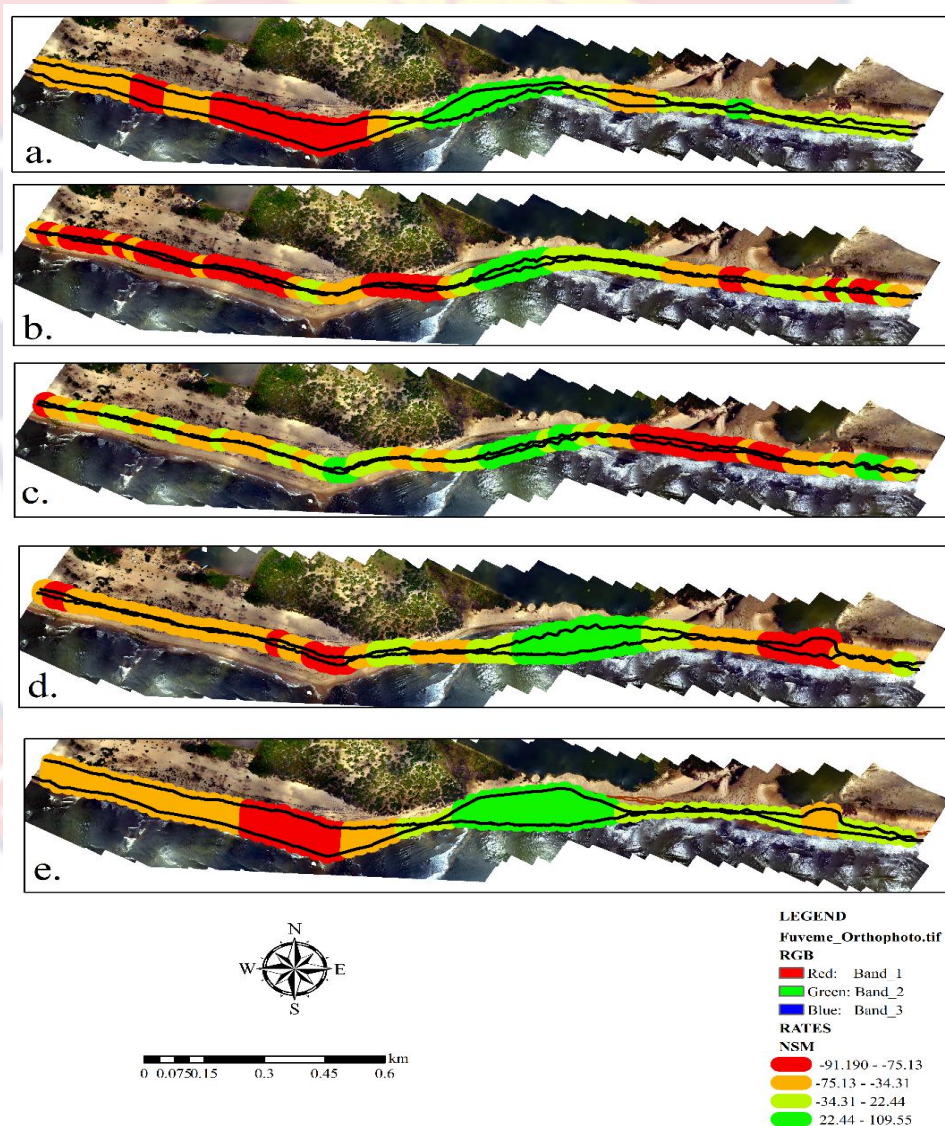 a.
b.
c.
d.
e.
N
W E
S
km
0 0.075 0.15 0.3 0.45 0.6
LEGEND
Fuveme_Orthophoto.tif
RGB
Red: Band_1
Green: Band_2
Blue: Band_3
RATES
NSM
-91.190 - -75.13
-75.13 - -34.31
-34.31 - 22.44
22.44 - 109.55